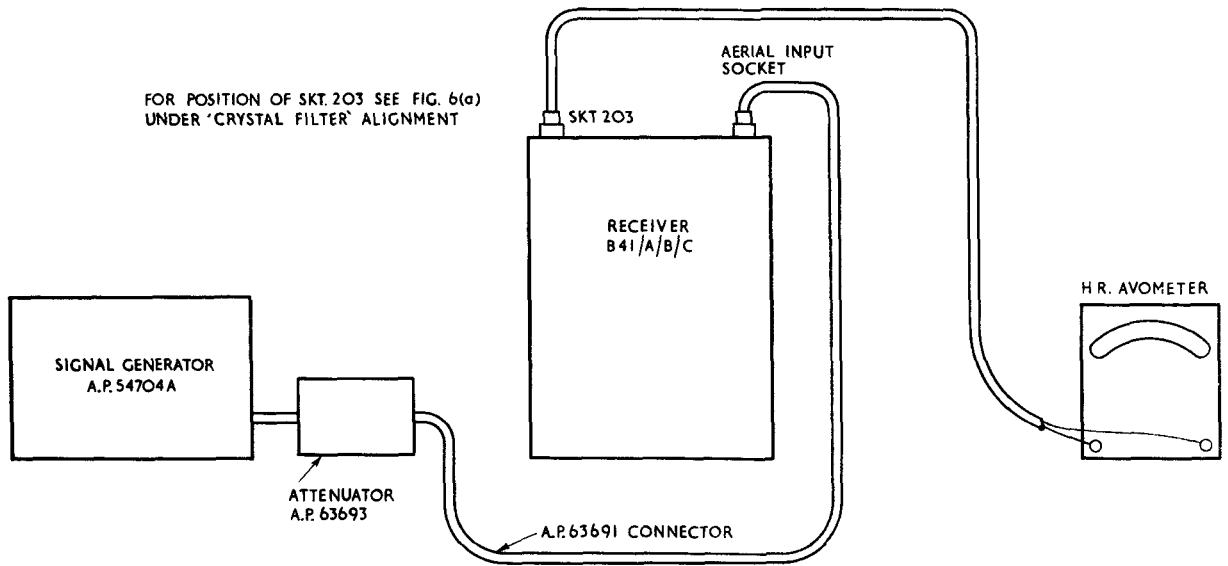 AERIAL INPUT
SOCKET
FOR POSITION OF SKT. 203 SEE FIG. 6(a)
UNDER 'CRYSTAL FILTER' ALIGNMENT
SKT 203
RECEIVER
B41/A/B/C
H R. AVOMETER
SIGNAL GENERATOR
A.P. 54704A
ATTENUATOR
A.P. 63693
A.P. 63691 CONNECTOR